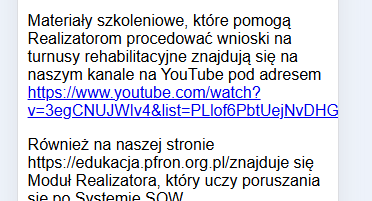 Materiały szkoleniowe, które pomogą
Realizatorom procedować wnioski na
turnusy rehabilitacyjne znajdują się na
naszym kanale na YouTube pod adresem
https://www.youtube.com/watch?
v=3egCNUJWlv4&list=PLlof6PbtUejNvDHG
Również na naszej stronie
https://edukacja.pfron.org.pl/znajduje się
Moduł Realizatora, który uczy poruszania
się po Systemie SOW